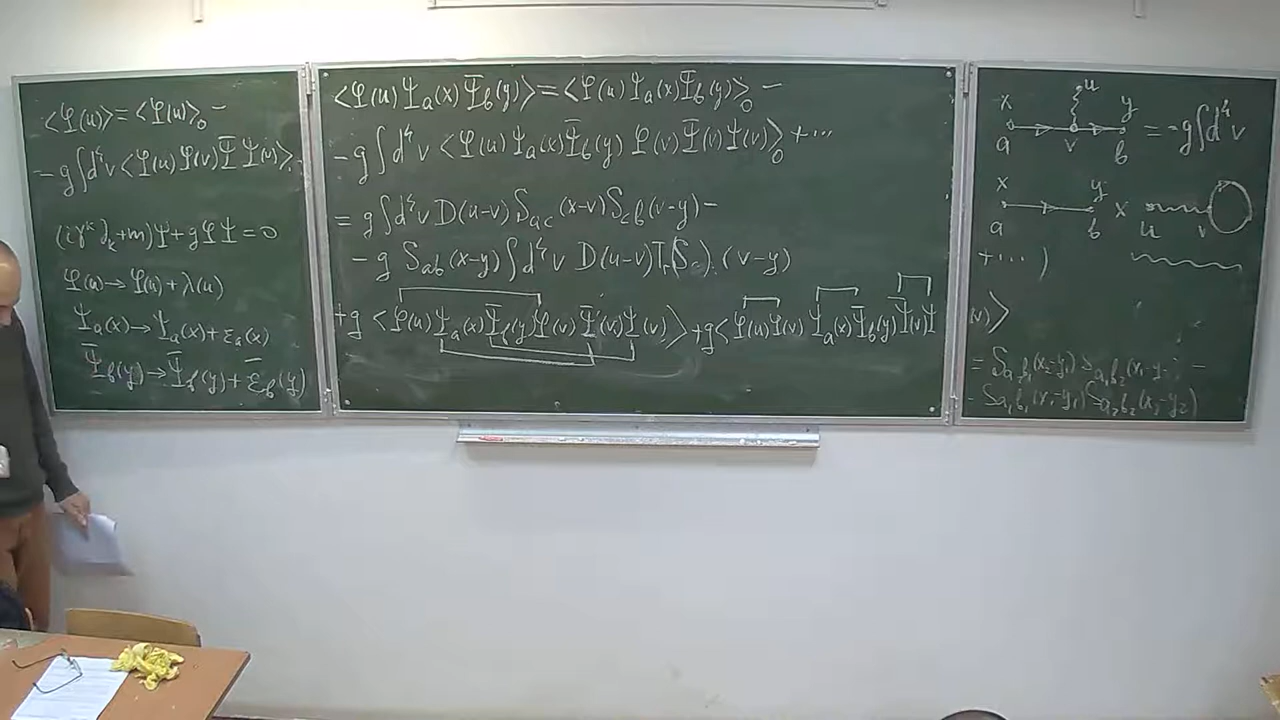 <φ(u)> = <φ(u)>₀ −
− g∫d⁴v <φ(u) φ(v) Ψ̄ Ψ(v)>₀
(iγᵏ∂ₖ+m)Ψ + gφΨ = 0
φ(u) → φ(u) + λ(u)
Ψₐ(x) → Ψₐ(x) + εₐ(x)
Ψ̄_b(y) → Ψ̄_b(y) + ε̄_b(y)
<φ(u) Ψₐ(x) Ψ̄_b(y)> = <φ(u) Ψₐ(x) Ψ̄_b(y)>₀ −
− g∫d⁴v <φ(u) Ψₐ(x) Ψ̄_b(y) φ(v) Ψ̄(v) Ψ(v)>₀ + ...
= g∫d⁴v D(u−v) S_ac(x−v) S_cb(v−y) −
− g S_ab(x−y) ∫d⁴v D(u−v) Tr(S) (v−y)
+g <φ(u) Ψₐ(x) Ψ̄_b(y) φ(v) Ψ̄(v) Ψ(v)> + g<φ(u) φ(v) Ψₐ(x) Ψ̄_b(y) Ψ̄(v) Ψ
u
x y
= −g∫d⁴v
a v b
x y
x
a b u v
+ ... )
(v)>
= S_{a₂b₁}(x₂−y₁) S_{a₁b₂}(x₁−y −
− S_{a₁b₁}(x₁−y₁) S_{a₂b₂}(x₂−y₂)